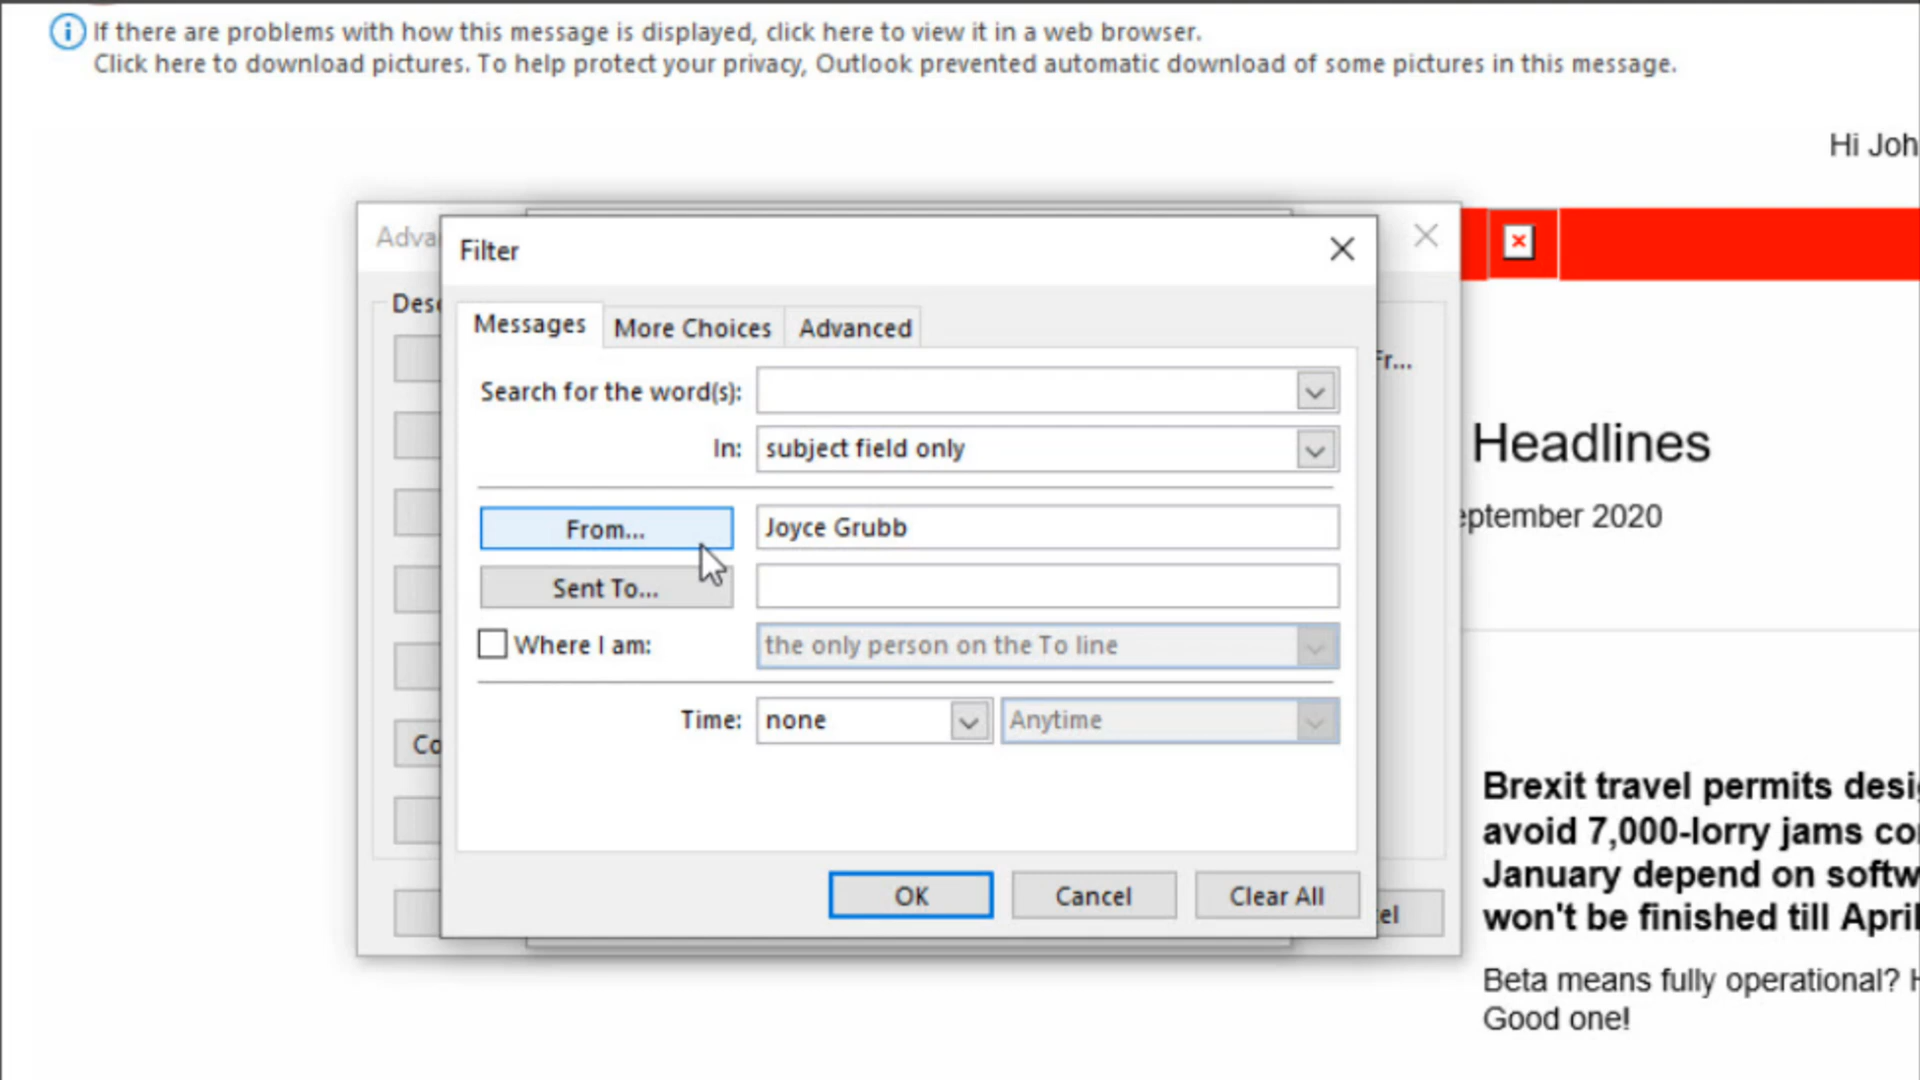 If there are problems with how this message is displayed, click here to view it in a web browser.
Click here to download pictures. To help protect your privacy, Outlook prevented automatic download of some pictures in this message.
Hi Joh
Adva
Filter
Desc
Messages
More Choices
Advanced
Fr...
Search for the word(s):
In:
subject field only
Headlines
From...
Joyce Grubb
eptember 2020
Sent To...
Where I am:
the only person on the To line
Time:
none
Anytime
Co
Brexit travel permits desig
avoid 7,000-lorry jams co
January depend on softw
won't be finished till April
OK
Cancel
Clear All
el
Beta means fully operational? H
Good one!